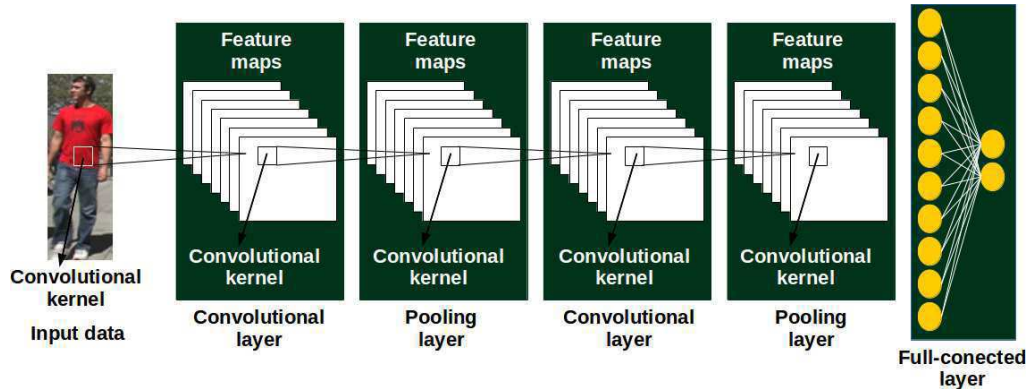 Convolutional
kernel
Input data
Feature
maps
Convolutional
kernel
Convolutional
layer
Feature
maps
Convolutional
kernel
Pooling
layer
Feature
maps
Convolutional
kernel
Convolutional
layer
Feature
maps
Convolutional
kernel
Pooling
layer
Full-conected
layer